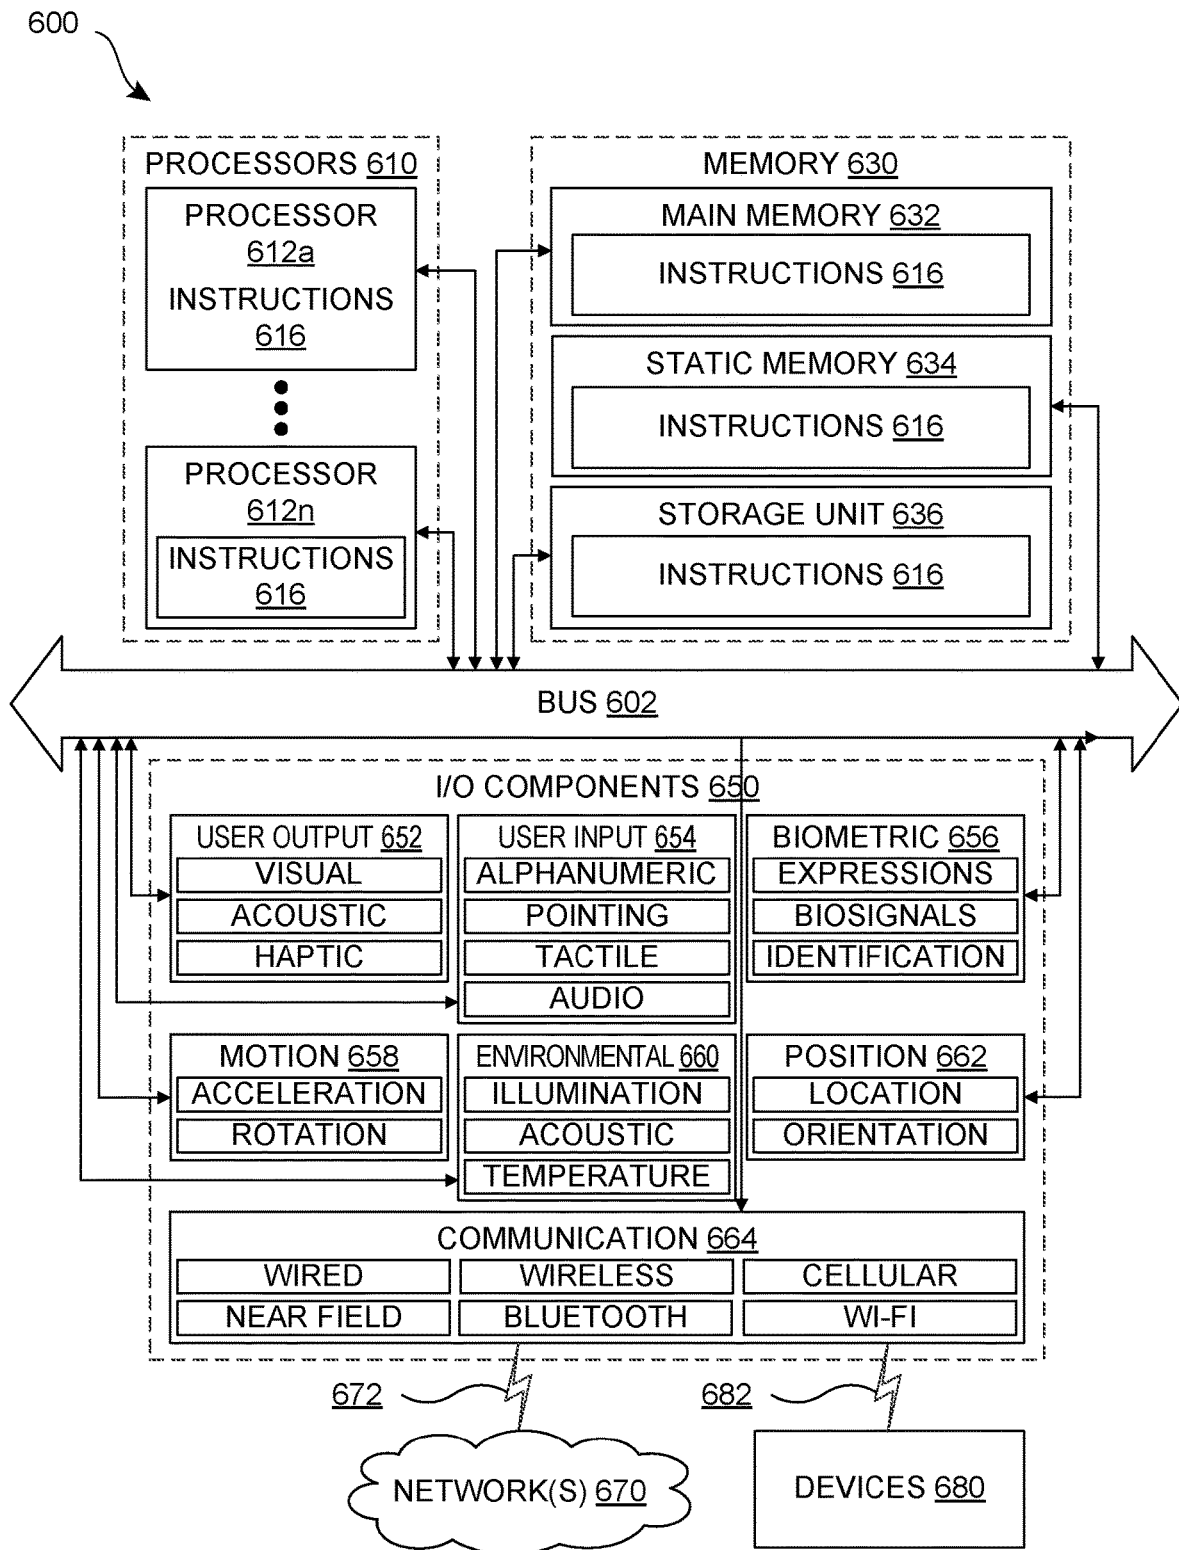 600
PROCESSORS 610
PROCESSOR
612a
INSTRUCTIONS
616
PROCESSOR
612n
INSTRUCTIONS
616
MEMORY 630
MAIN MEMORY 632
INSTRUCTIONS 616
STATIC MEMORY 634
INSTRUCTIONS 616
STORAGE UNIT 636
INSTRUCTIONS 616
BUS 602
I/O COMPONENTS 650
USER OUTPUT 652
VISUAL
ACOUSTIC
HAPTIC
USER INPUT 654
ALPHANUMERIC
POINTING
TACTILE
AUDIO
BIOMETRIC 656
EXPRESSIONS
BIOSIGNALS
IDENTIFICATION
MOTION 658
ACCELERATION
ROTATION
ENVIRONMENTAL 660
ILLUMINATION
ACOUSTIC
TEMPERATURE
POSITION 662
LOCATION
ORIENTATION
COMMUNICATION 664
WIRED
WIRELESS
CELLULAR
NEAR FIELD
BLUETOOTH
WI-FI
672
682
NETWORK(S) 670
DEVICES 680